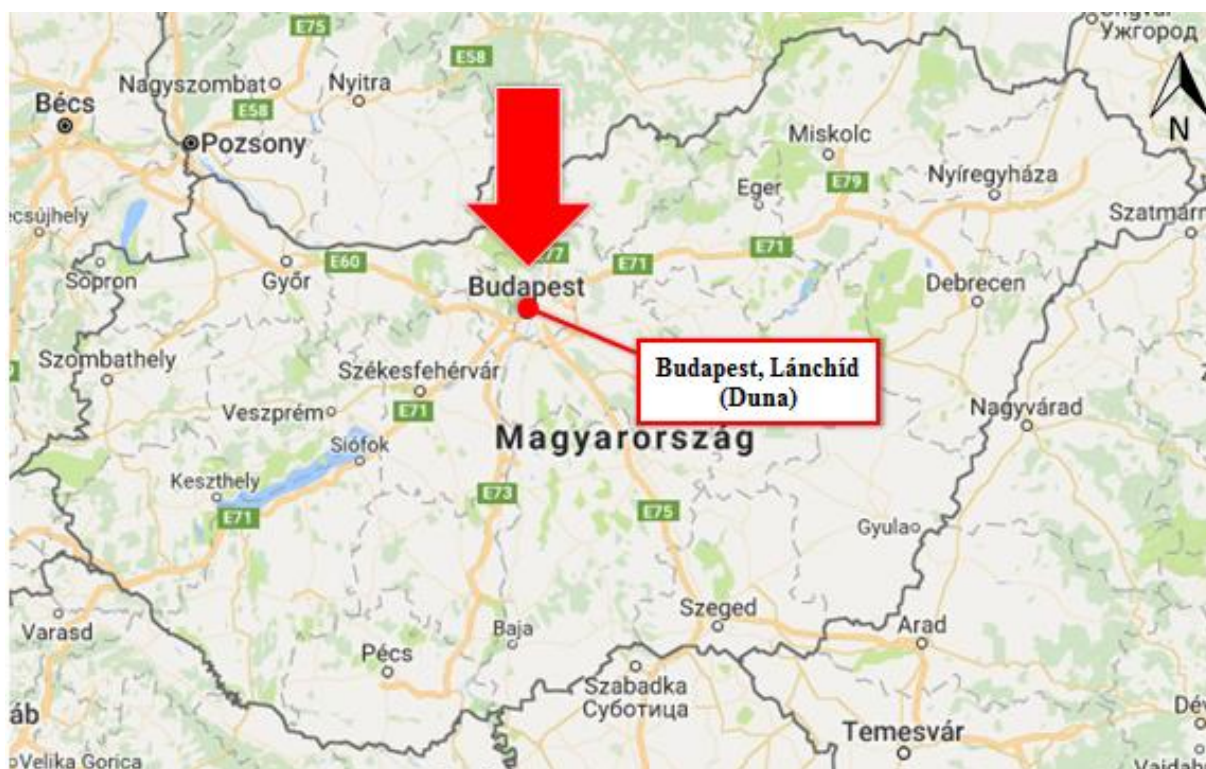 Ужгород
E75
E58
Nagyszombat
Nyitra
Bécs
E58
Pozsony
N
Miskolc
E79
Eger
Nyíregyháza
Szatmárn
Sopron
Győr
E60
E77
E71
E71
Budapest
Debrecen
Szombathely
Székesfehérvár
Budapest, Lánchíd
(Duna)
Veszprém
E71
Magyarország
Nagyvárad
Siófok
Keszthely
E71
E73
E75
Gyula
Varasd
Baja
Szeged
Arad
Pécs
Szabadka
Суботица
Temesvár
Velika Gorica